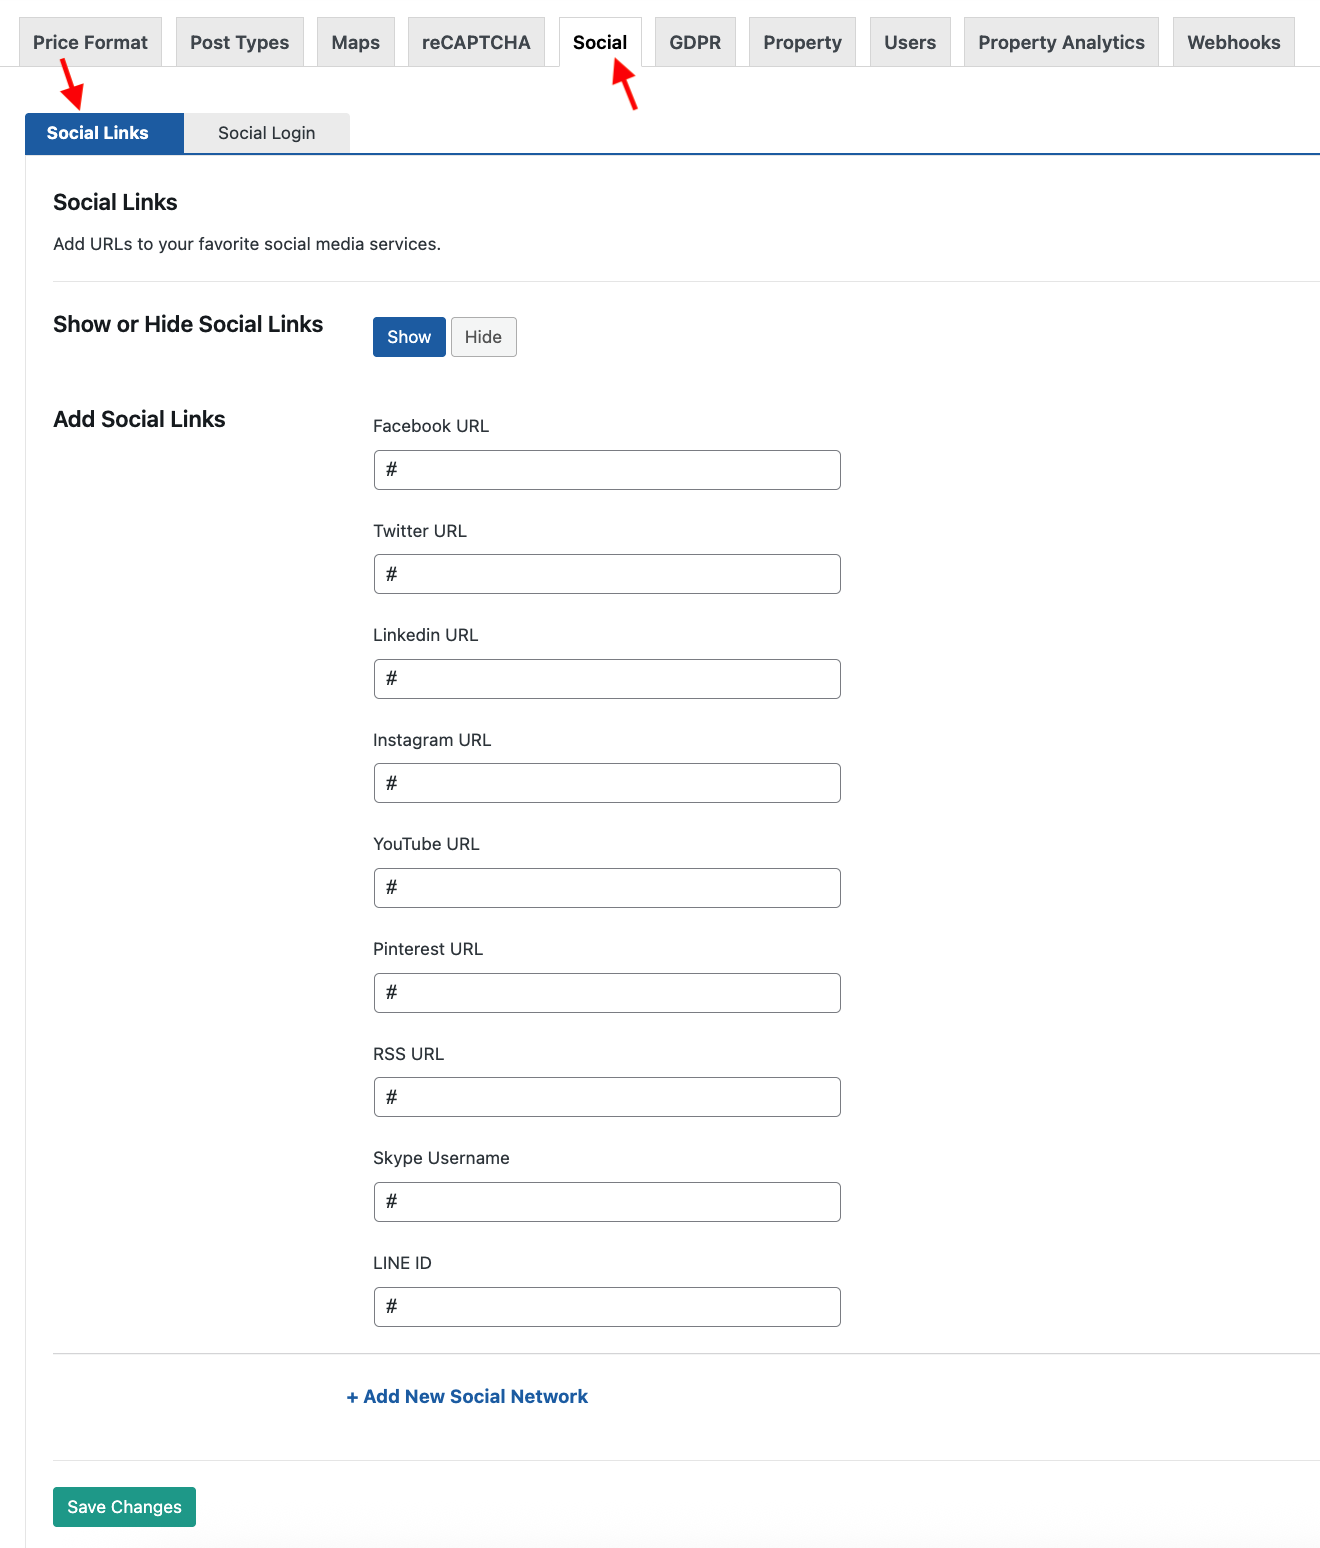 Price Format Post Types Maps reCAPTCHA Social GDPR Property Users Property Analytics Webhooks
Social Links Social Login
Social Links
Add URLs to your favorite social media services.
Show or Hide Social Links Show Hide
Add Social Links
Facebook URL
#
Twitter URL
#
Linkedin URL
#
Instagram URL
#
YouTube URL
#
Pinterest URL
#
RSS URL
#
Skype Username
#
LINE ID
#
+ Add New Social Network
Save Changes